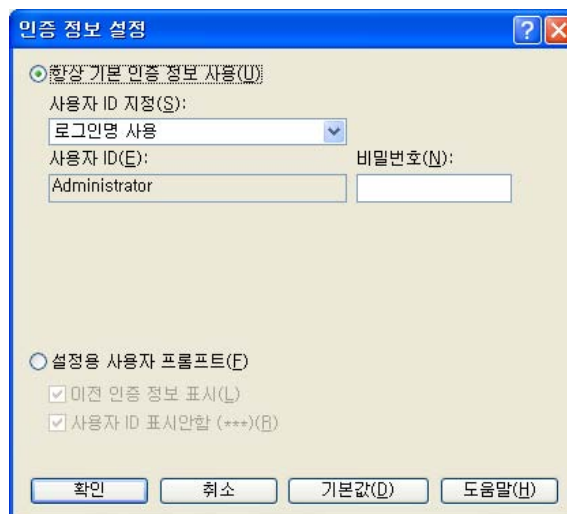 인증 정보 설정
항상 기본 인증 정보 사용(U)
사용자 ID 지정(S):
로그인명 사용
사용자 ID(E): 비밀번호(N):
Administrator
설정용 사용자 프롬프트(F)
이전 인증 정보 표시(L)
사용자 ID 표시안함 (***)(R)
확인 취소 기본값(D) 도움말(H)